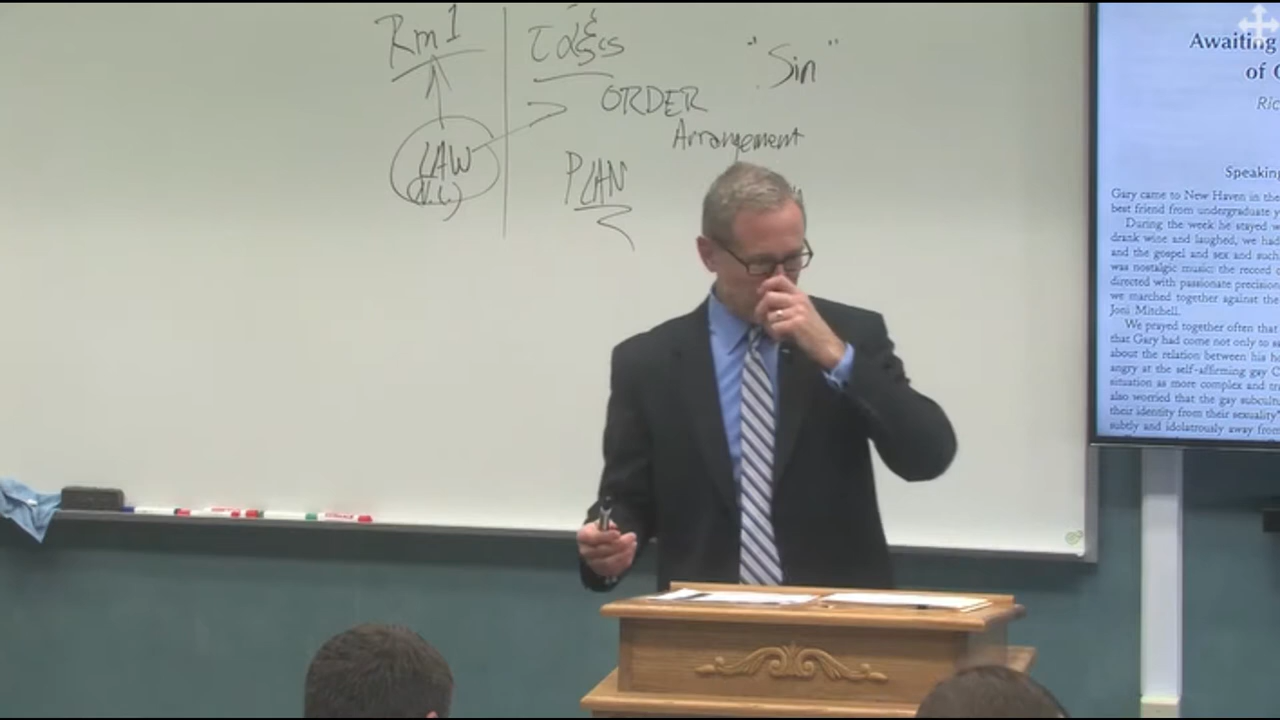 Rm 1
τάξις
"Sin"
ORDER
Arrangement
LAW
(N.L.)
PLAN
Awaiting
of
Ric
Speaking
Gary came to New Haven in the
best friend from undergraduate
During the week he stayed
drank wine and laughed, we had
and the gospel and sex and such
was nostalgic music: the record
directed with passionate precision
we marched together against the
Joni Mitchell.
We prayed together often that
that Gary had come not only to
about the relation between his
angry at the self-affirming gay
situation as more complex and
also worried that the gay
their identity from their sexuality"
subtly and idolatrously away from